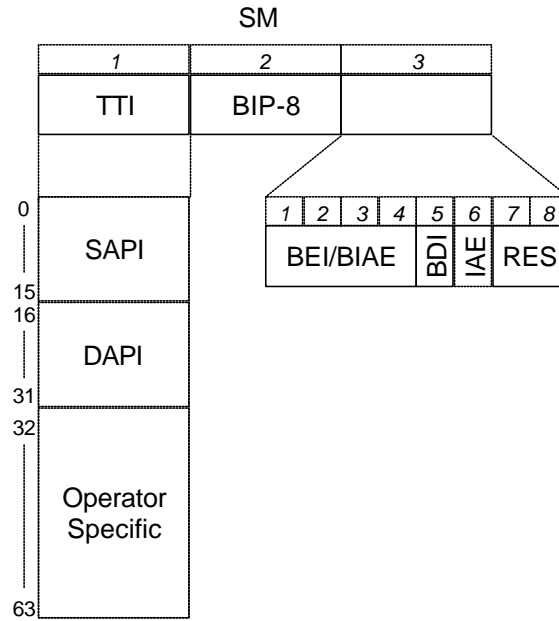 SM
1 2 3
TTI BIP-8
0 1 2 3 4 5 6 7 8
SAPI BEI/BIAE BDI IAE RES
15
16
DAPI
31
32
Operator
Specific
63